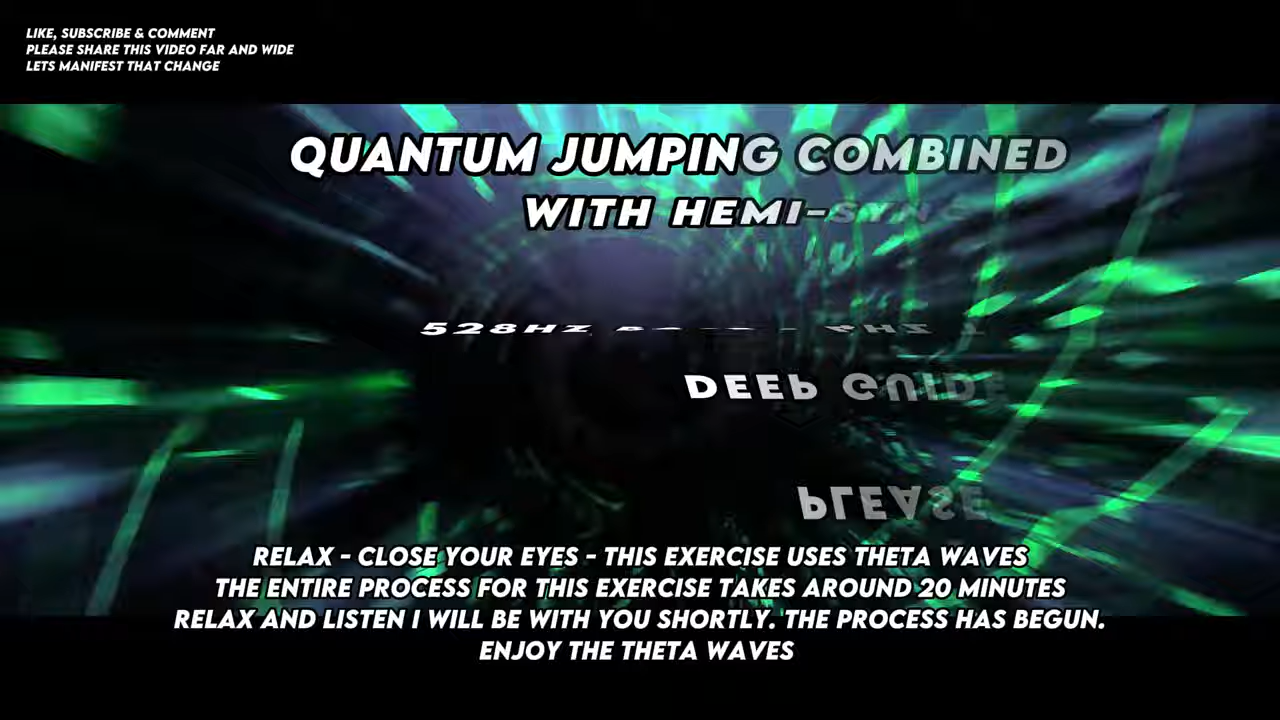 LIKE, SUBSCRIBE & COMMENT
PLEASE SHARE THIS VIDEO FAR AND WIDE
LETS MANIFEST THAT CHANGE
QUANTUM JUMPING COMBINED
WITH HEMI-SYNC
528HZ
DEEP GUIDE
PLEASE
RELAX - CLOSE YOUR EYES - THIS EXERCISE USES THETA WAVES
THE ENTIRE PROCESS FOR THIS EXERCISE TAKES AROUND 20 MINUTES
RELAX AND LISTEN I WILL BE WITH YOU SHORTLY. THE PROCESS HAS BEGUN.
ENJOY THE THETA WAVES